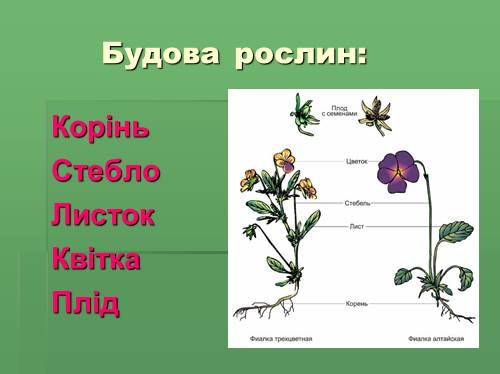 Будова рослин:
Корінь
Стебло
Листок
Квітка
Плід
Плод
с семенами
Цветок
Стебель
Лист
Корень
Фиалка трехцветная
Фиалка алтайская